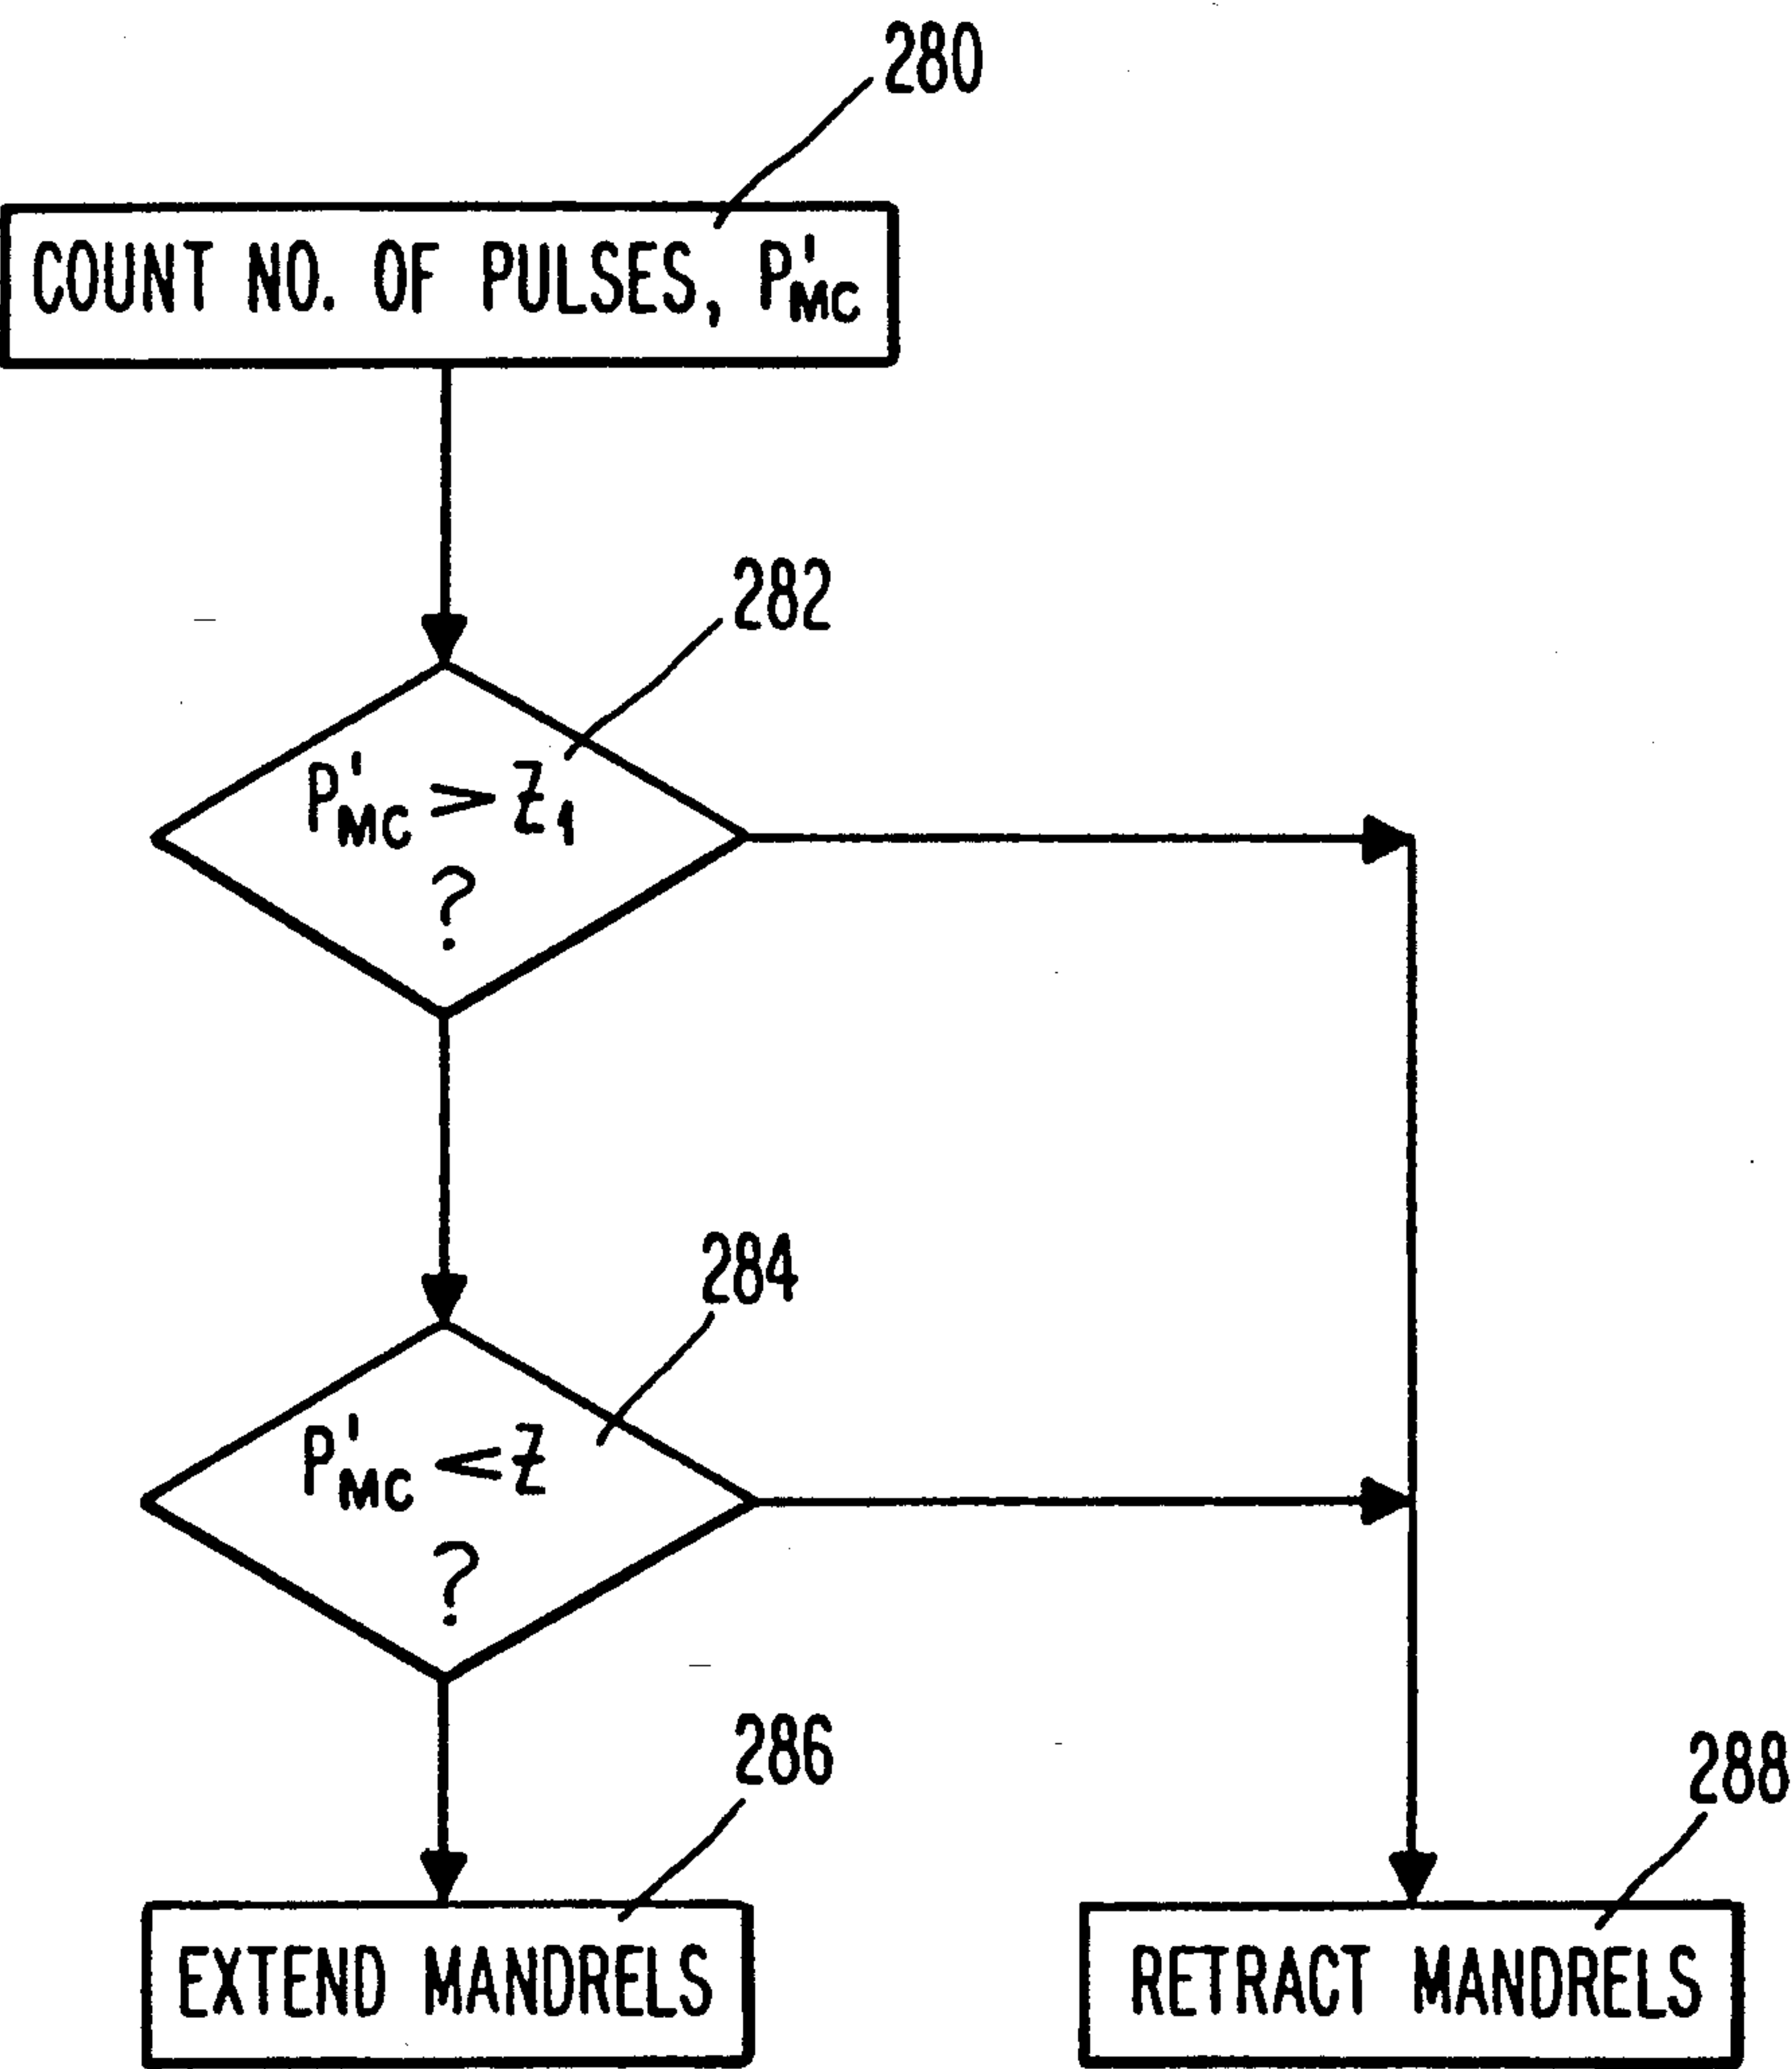 280
COUNT NO. OF PULSES, P'MC
282
P'MC > Z1
?
284
P'MC < Z
?
286
288
EXTEND MANDRELS
RETRACT MANDRELS